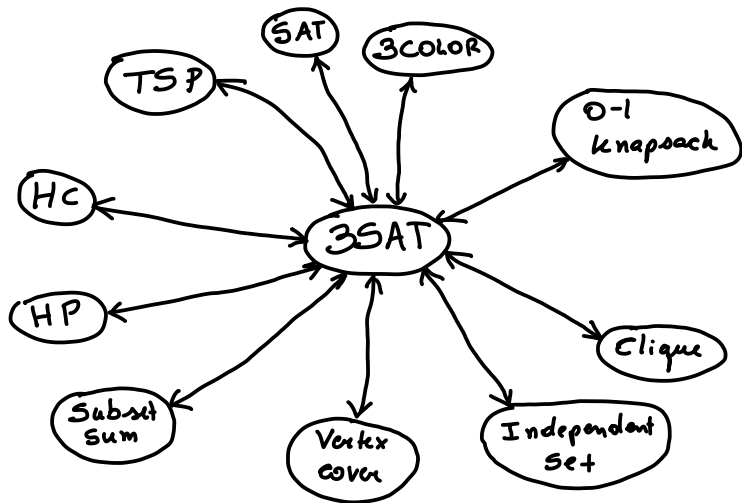 SAT
3COLOR
TSP
0-1
knapsack
HC
3SAT
HP
Clique
Subset
Sum
Vertex
cover
Independent
Set